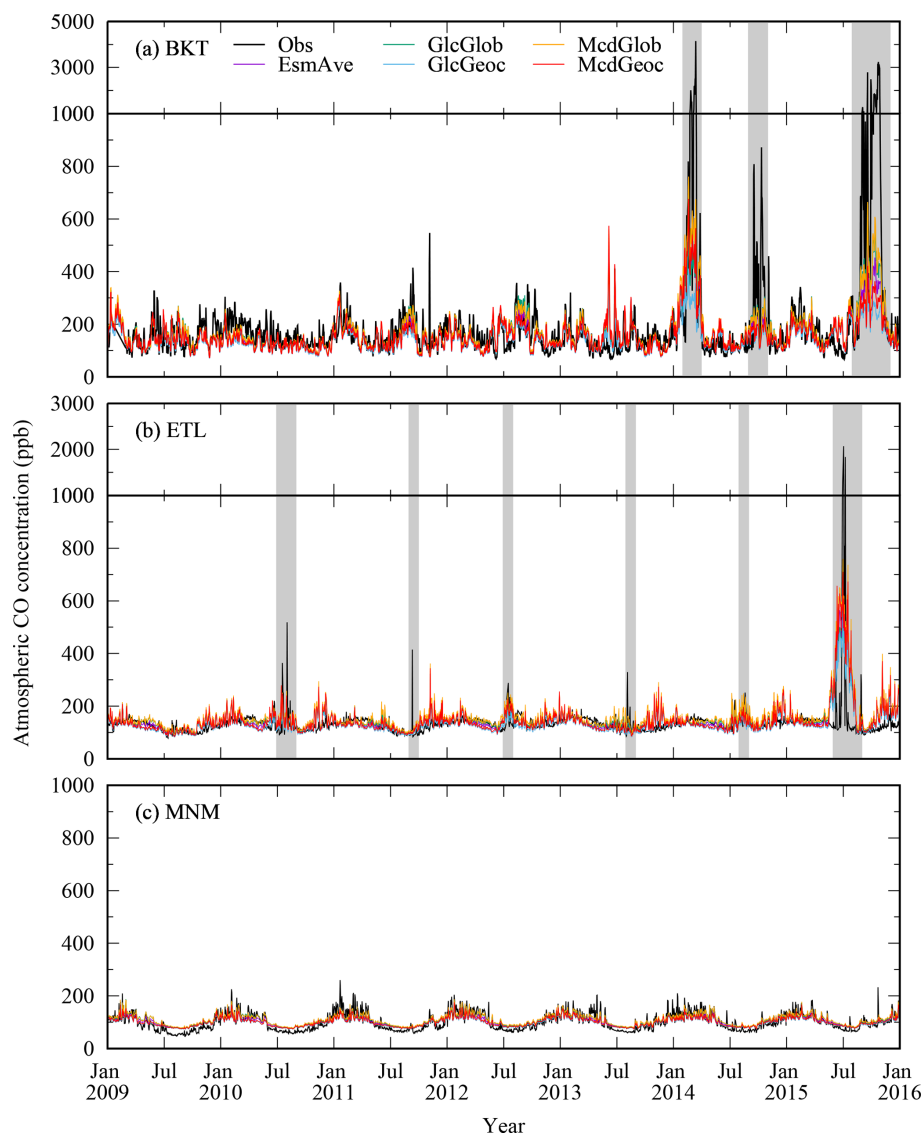 5000
(a) BKT
Obs GlcGlob McdGlob
EsmAve GlcGeoc McdGeoc
3000
1000
800
600
400
200
0
3000
(b) ETL
2000
1000
800
600
400
200
0
Atmospheric CO concentration (ppb)
1000
(c) MNM
800
600
400
200
0
Jan Jul Jan Jul Jan Jul Jan Jul Jan Jul Jan Jul Jan Jul Jan
2009 2010 2011 2012 2013 2014 2015 2016
Year